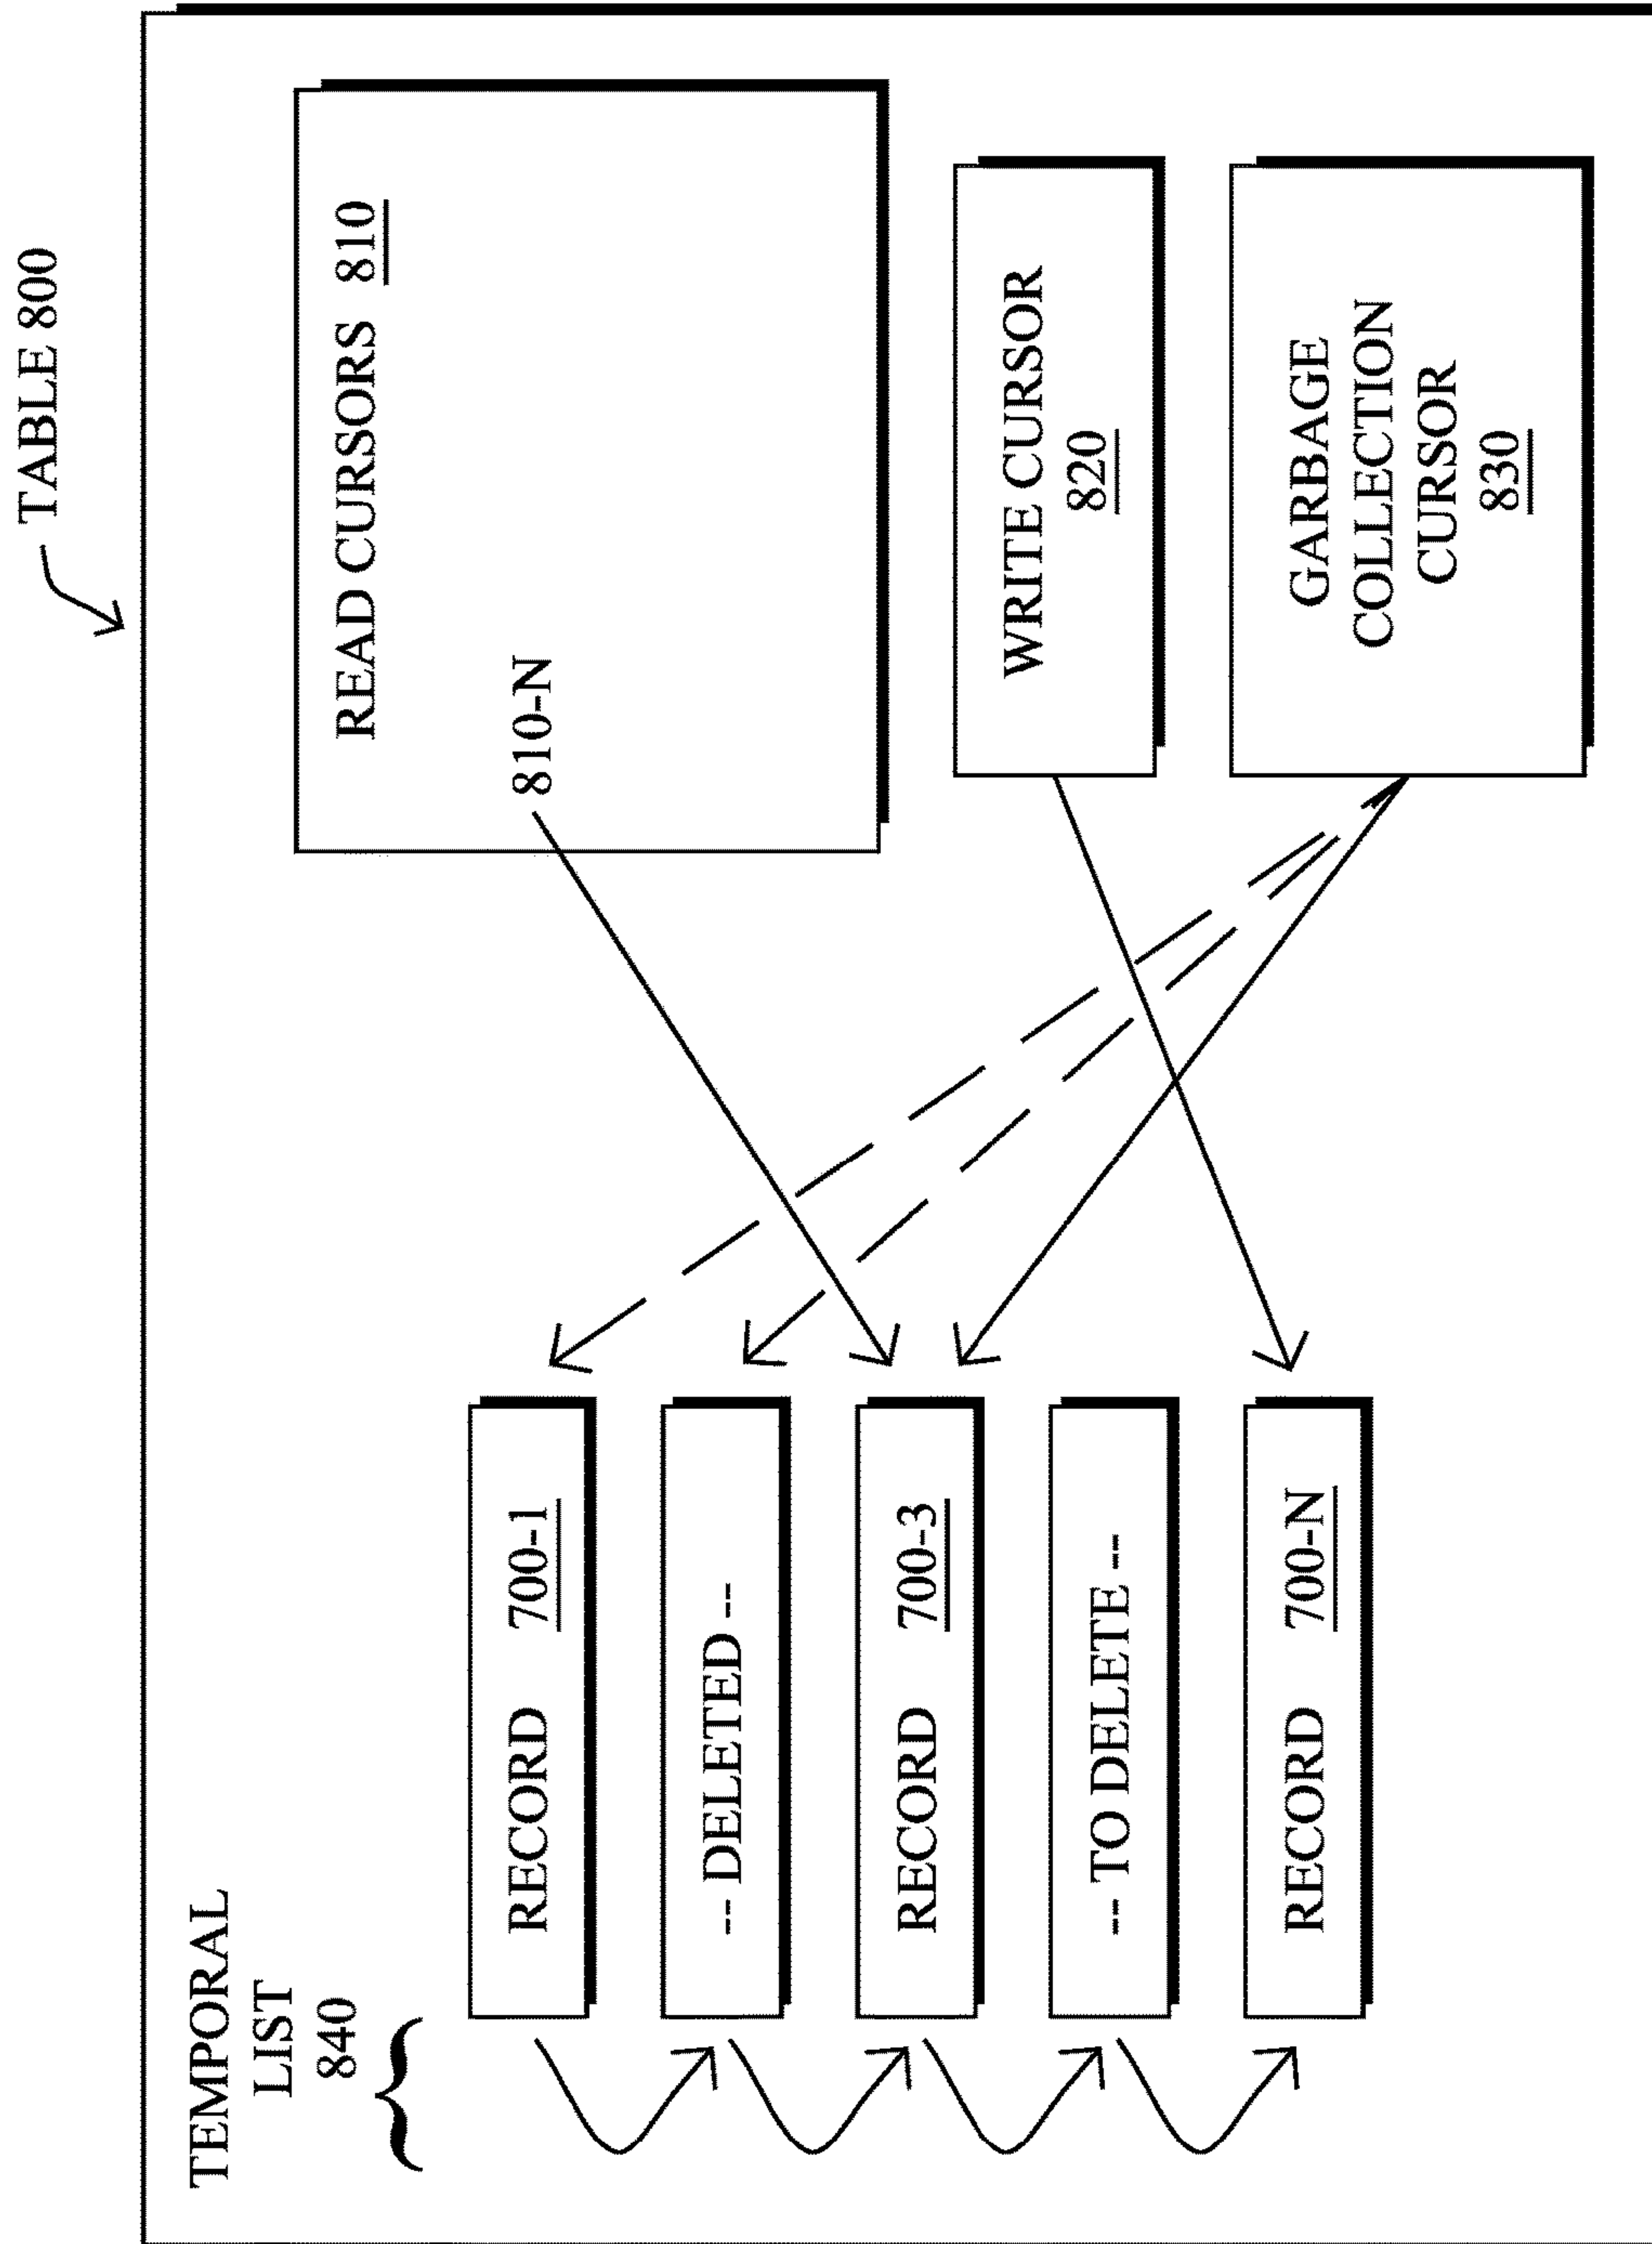 TABLE 800
TEMPORAL
LIST
840
RECORD 700-1
-- DELETED --
RECORD 700-3
-- TO DELETE --
RECORD 700-N
READ CURSORS 810
810-N
WRITE CURSOR
820
GARBAGE
COLLECTION
CURSOR
830